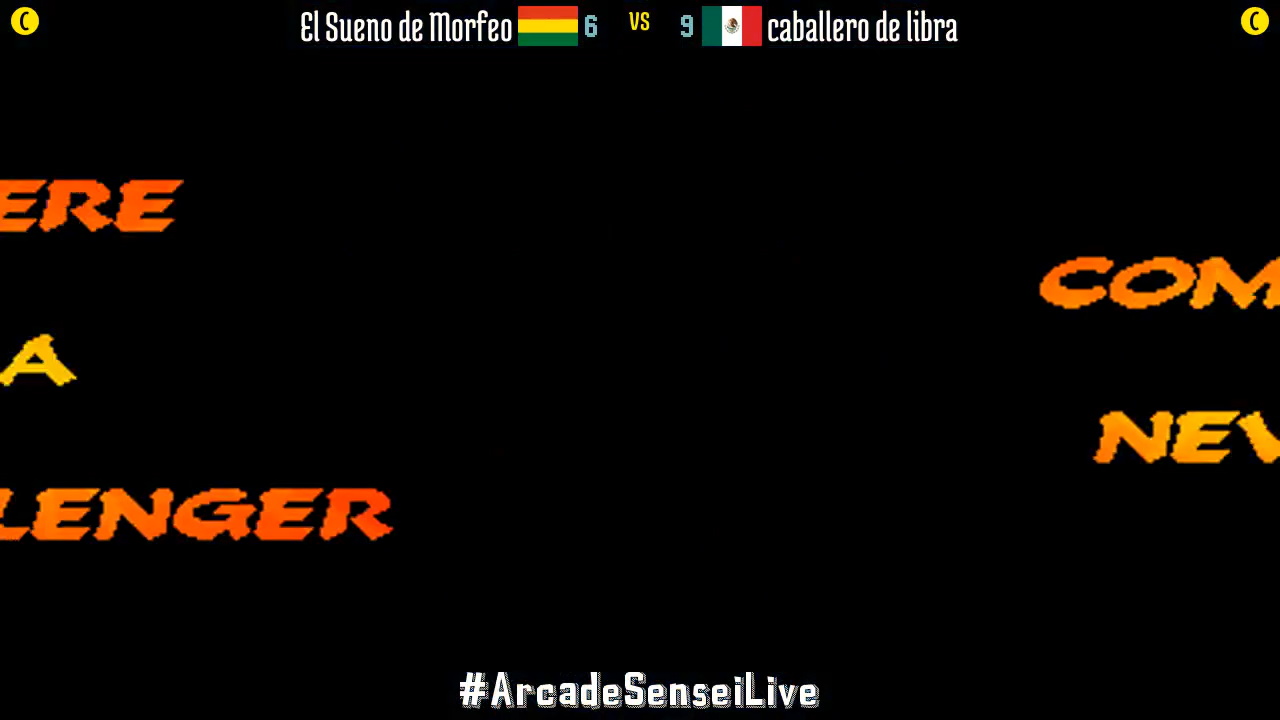 C El Sueno de Morfeo 6 VS 9 caballero de libra C
ERE
COM
A
NEV
LENGER
#ArcadeSenseiLive